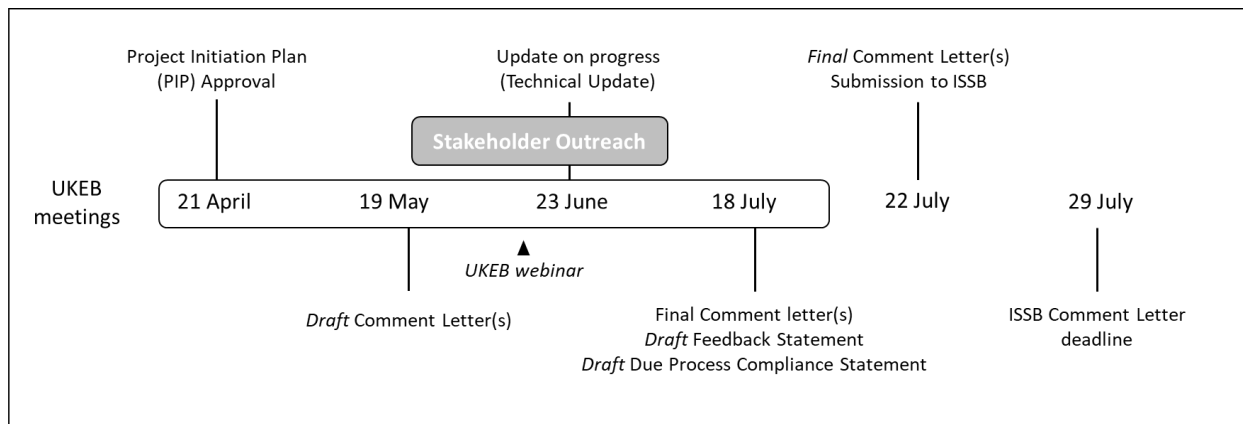 Project Initiation Plan
(PIP) Approval
Update on progress
(Technical Update)
Final Comment Letter(s)
Submission to ISSB
Stakeholder Outreach
UKEB
meetings
21 April
19 May
23 June
18 July
22 July
29 July
UKEB webinar
Draft Comment Letter(s)
Final Comment letter(s)
Draft Feedback Statement
Draft Due Process Compliance Statement
ISSB Comment Letter
deadline